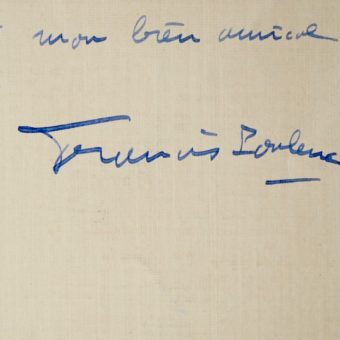 mon bien amical
Francis Poulenc